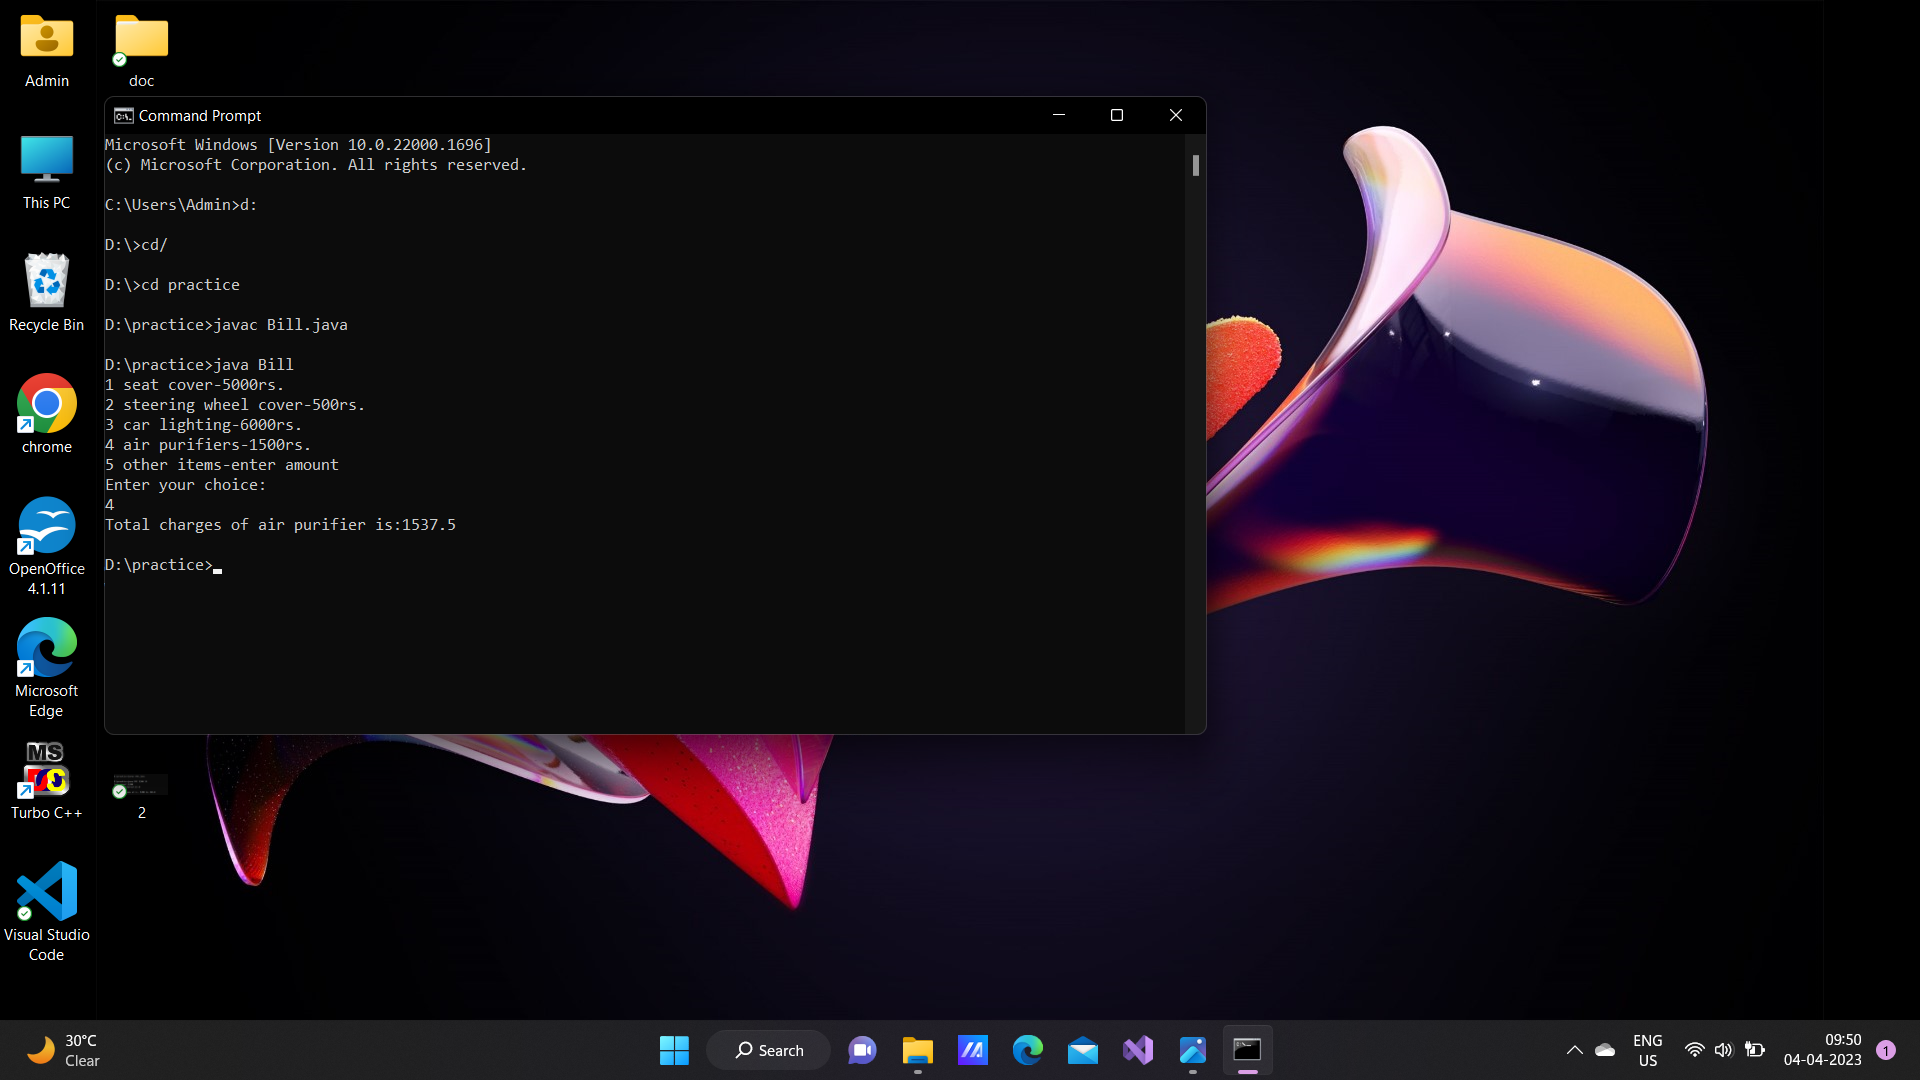 Admin
doc
This PC
Recycle Bin
chrome
OpenOffice
4.1.11
Microsoft
Edge
MS
Turbo C++
2
Visual Studio
Code
Command Prompt
Microsoft Windows [Version 10.0.22000.1696]
(c) Microsoft Corporation. All rights reserved.
C:\Users\Admin>d:
D:\>cd/
D:\>cd practice
D:\practice>javac Bill.java
D:\practice>java Bill
1 seat cover-5000rs.
2 steering wheel cover-500rs.
3 car lighting-6000rs.
4 air purifiers-1500rs.
5 other items-enter amount
Enter your choice:
4
Total charges of air purifier is:1537.5
D:\practice>
30°C
Clear
Search
ENG
US
09:50
04-04-2023
1